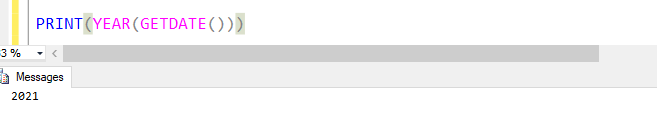 PRINT(YEAR(GETDATE()))
3 %
Messages
2021